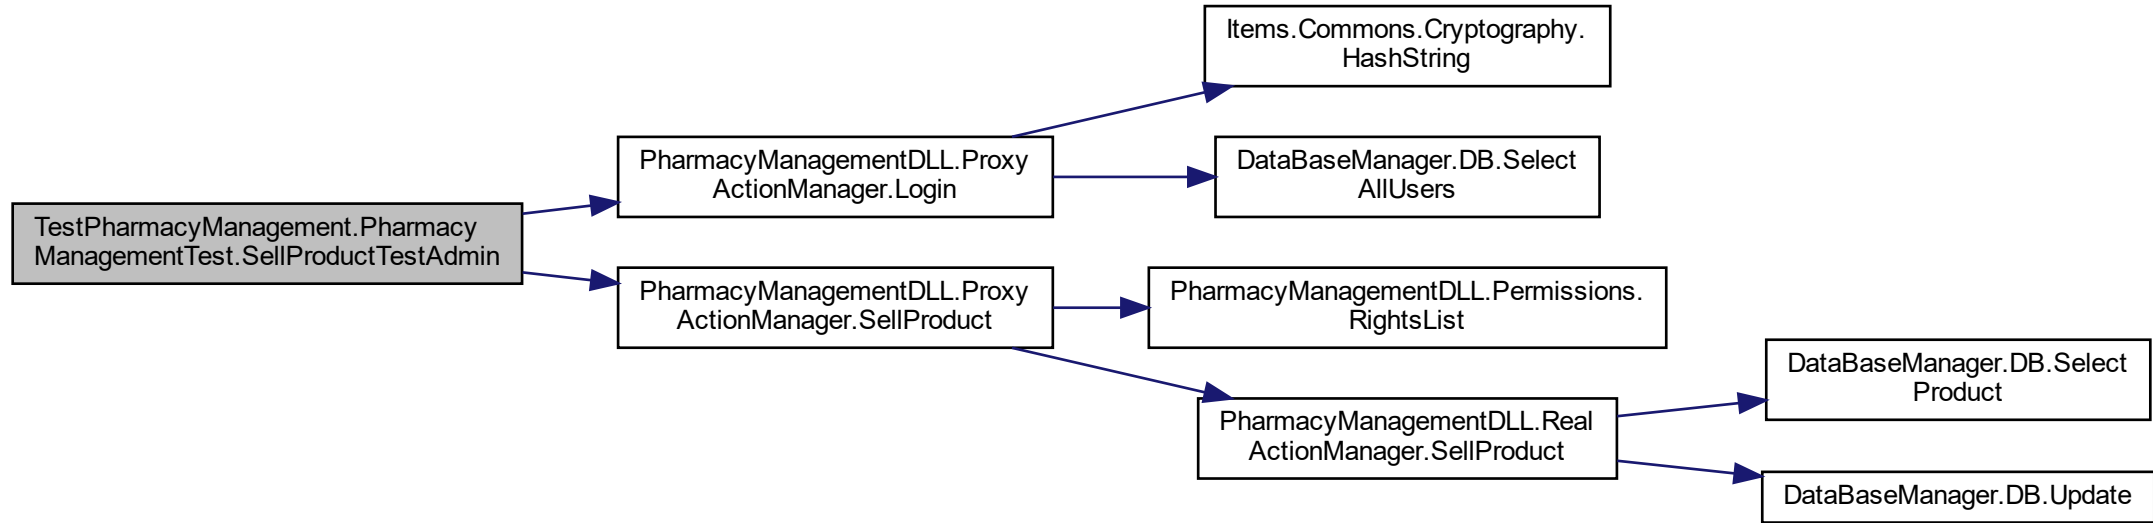 Items.Commons.Cryptography.
HashString
PharmacyManagementDLL.Proxy
ActionManager.Login
DataBaseManager.DB.Select
AllUsers
TestPharmacyManagement.Pharmacy
ManagementTest.SellProductTestAdmin
PharmacyManagementDLL.Proxy
ActionManager.SellProduct
PharmacyManagementDLL.Permissions.
RightsList
PharmacyManagementDLL.Real
ActionManager.SellProduct
DataBaseManager.DB.Select
Product
DataBaseManager.DB.Update